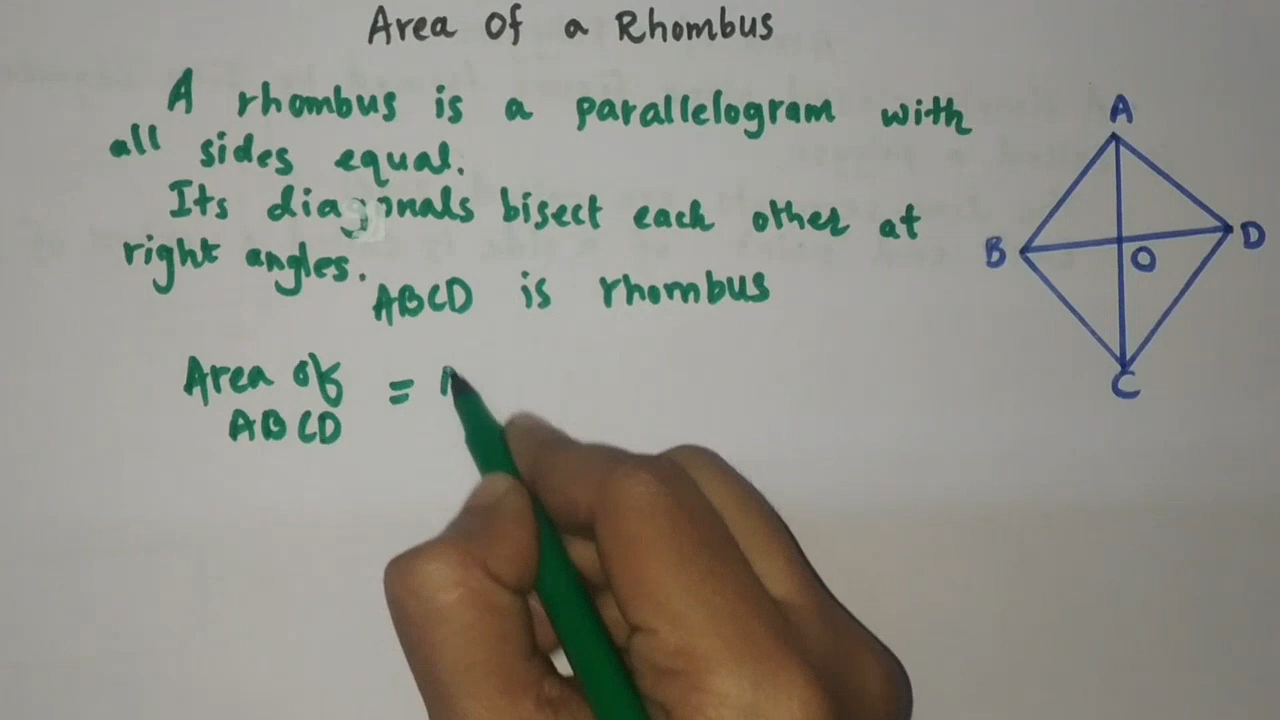 Area Of a Rhombus
A rhombus is a parallelogram with
all sides equal.
Its diagonals bisect each other at
right angles.
ABCD is rhombus
Area of =
ABCD
A
B
D
O
C